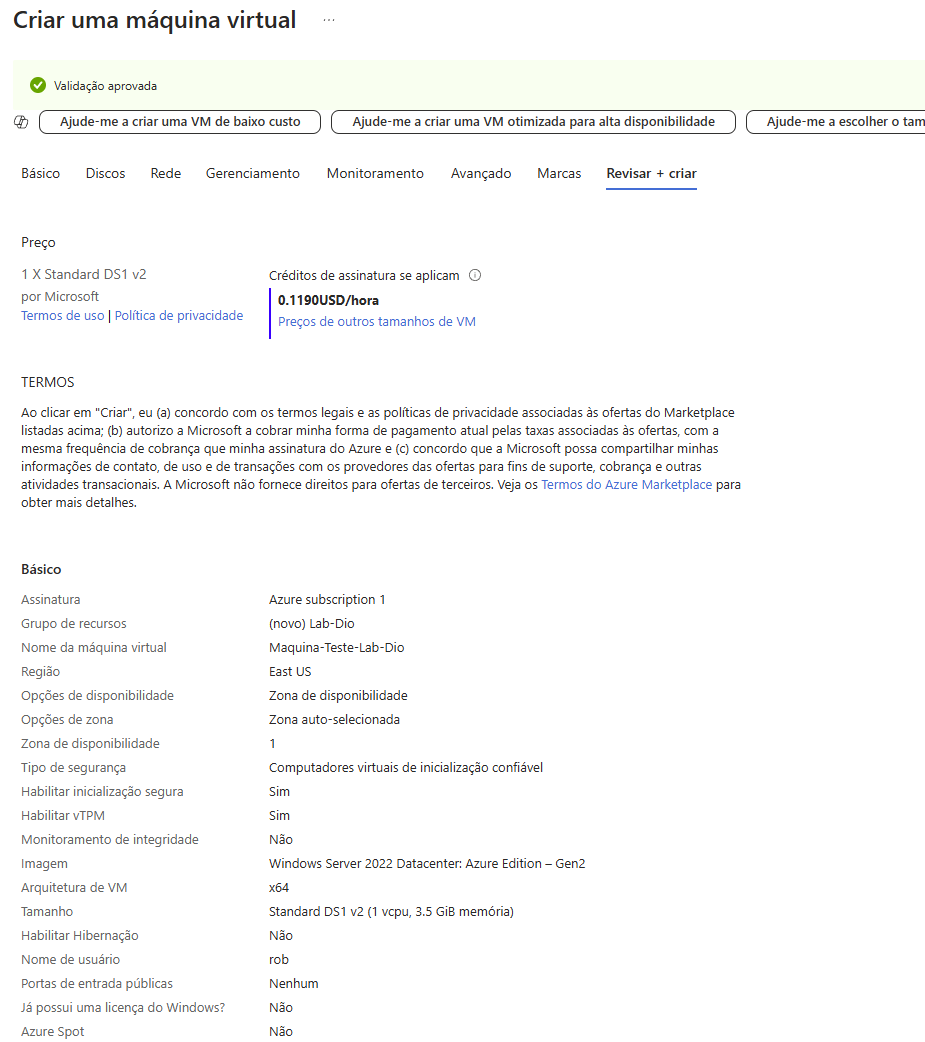 Criar uma máquina virtual ...
Validação aprovada
Ajude-me a criar uma VM de baixo custo
Ajude-me a criar uma VM otimizada para alta disponibilidade
Ajude-me a escolher o tam
Básico Discos Rede Gerenciamento Monitoramento Avançado Marcas Revisar + criar
Preço
1 X Standard DS1 v2
por Microsoft
Termos de uso | Política de privacidade
Créditos de assinatura se aplicam
0.1190USD/hora
Preços de outros tamanhos de VM
TERMOS
Ao clicar em "Criar", eu (a) concordo com os termos legais e as políticas de privacidade associadas às ofertas do Marketplace
listadas acima; (b) autorizo a Microsoft a cobrar minha forma de pagamento atual pelas taxas associadas às ofertas, com a
mesma frequência de cobrança que minha assinatura do Azure e (c) concordo que a Microsoft possa compartilhar minhas
informações de contato, de uso e de transações com os provedores das ofertas para fins de suporte, cobrança e outras
atividades transacionais. A Microsoft não fornece direitos para ofertas de terceiros. Veja os Termos do Azure Marketplace para
obter mais detalhes.
Básico
Assinatura Azure subscription 1
Grupo de recursos (novo) Lab-Dio
Nome da máquina virtual Maquina-Teste-Lab-Dio
Região East US
Opções de disponibilidade Zona de disponibilidade
Opções de zona Zona auto-selecionada
Zona de disponibilidade 1
Tipo de segurança Computadores virtuais de inicialização confiável
Habilitar inicialização segura Sim
Habilitar vTPM Sim
Monitoramento de integridade Não
Imagem Windows Server 2022 Datacenter: Azure Edition – Gen2
Arquitetura de VM x64
Tamanho Standard DS1 v2 (1 vcpu, 3.5 GiB memória)
Habilitar Hibernação Não
Nome de usuário rob
Portas de entrada públicas Nenhum
Já possui uma licença do Windows? Não
Azure Spot Não